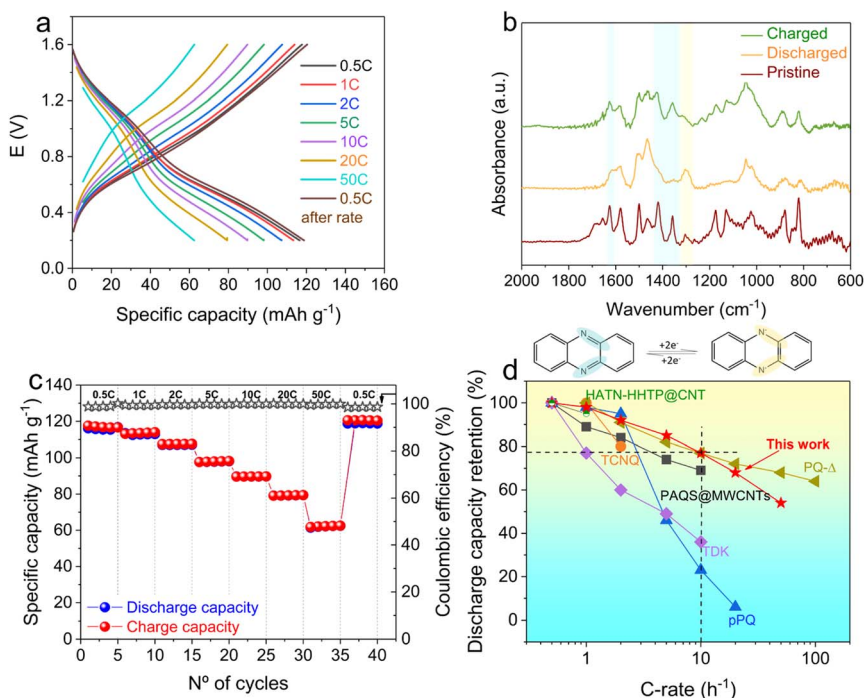 a
1.6
1.2
0.8
0.4
0.0
E (V)
0 20 40 60 80 100 120 140 160
Specific capacity (mAh g-1)
0.5C
1C
2C
5C
10C
20C
50C
0.5C
after rate
b
Charged
Discharged
Pristine
Absorbance (a.u.)
2000 1800 1600 1400 1200 1000 800 600
Wavenumber (cm-1)
c
140
120
100
80
60
40
20
0
Specific capacity (mAh g-1)
0.5C 1C 2C 5C 10C 20C 50C 0.5C
Discharge capacity
Charge capacity
0 5 10 15 20 25 30 35 40
Nº of cycles
100
80
60
40
20
0
Coulombic efficiency (%)
N
N
+2e-
+2e-
N
N
d
100
80
60
40
20
0
Discharge capacity retention (%)
HATN-HHTP@CNT
TCNQ
This work
PQ-Δ
PAQS@MWCNTs
TDK
pPQ
1 10 100
C-rate (h-1)